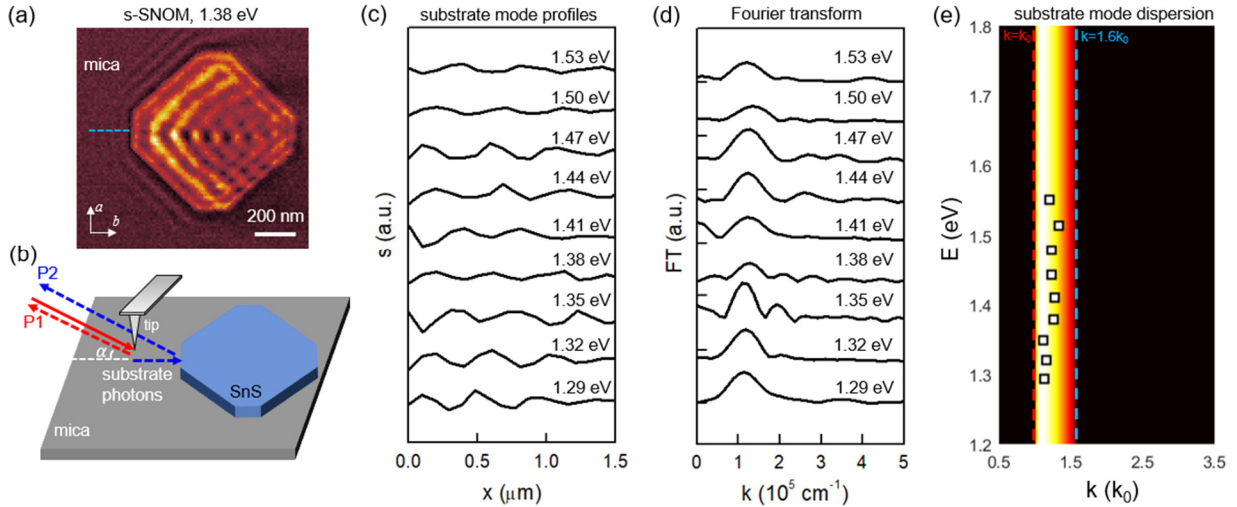 (a)
s-SNOM, 1.38 eV
mica
a
b
200 nm
(b)
P2
P1
tip
α
substrate
photons
SnS
mica
(c)
substrate mode profiles
1.53 eV
1.50 eV
1.47 eV
1.44 eV
1.41 eV
1.38 eV
1.35 eV
1.32 eV
1.29 eV
s (a.u.)
0.0 0.5 1.0 1.5
x (μm)
(d)
Fourier transform
1.53 eV
1.50 eV
1.47 eV
1.44 eV
1.41 eV
1.38 eV
1.35 eV
1.32 eV
1.29 eV
FT (a.u.)
0 1 2 3 4 5
k (10⁵ cm⁻¹)
(e)
substrate mode dispersion
k=k₀
k=1.6k₀
1.8
1.7
1.6
1.5
1.4
1.3
1.2
E (eV)
0.5 1.5 2.5 3.5
k (k₀)